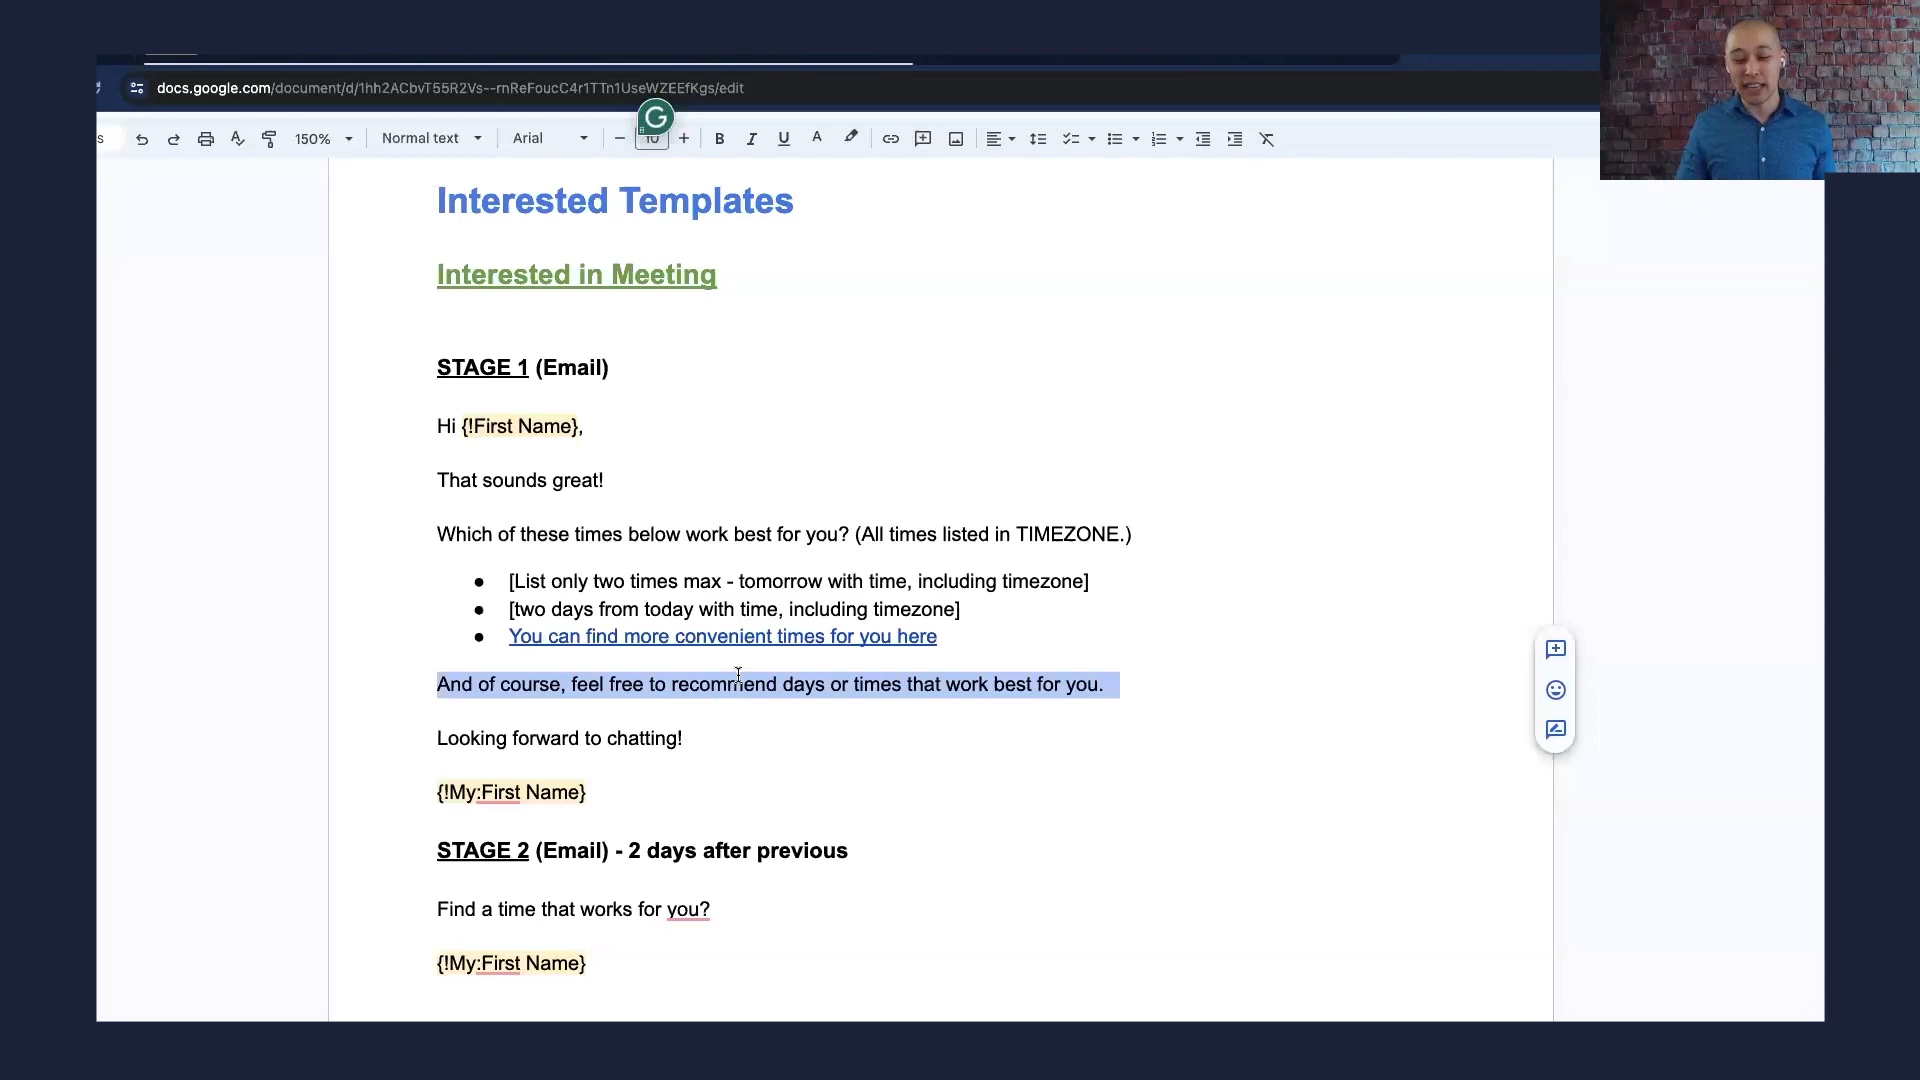 docs.google.com/document/d/1hh2ACbvT55R2Vs--rnReFoucC4r1TTn1UseWZEEfKgs/edit
s 150% Normal text Arial 10
Interested Templates
Interested in Meeting
STAGE 1 (Email)
Hi {!First Name},
That sounds great!
Which of these times below work best for you? (All times listed in TIMEZONE.)
● [List only two times max - tomorrow with time, including timezone]
● [two days from today with time, including timezone]
● You can find more convenient times for you here
And of course, feel free to recommend days or times that work best for you.
Looking forward to chatting!
{!My:First Name}
STAGE 2 (Email) - 2 days after previous
Find a time that works for you?
{!My:First Name}